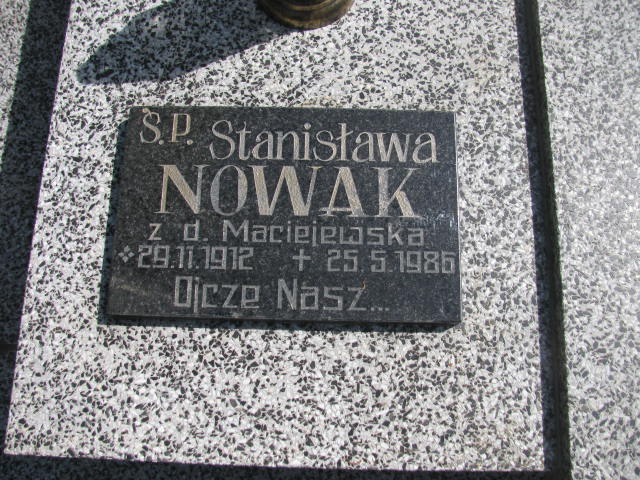 Ś.P. Stanisława
NOWAK
z d. Maciejewska
*29.11.1912 + 25.5.1986
Ojcze Nasz...